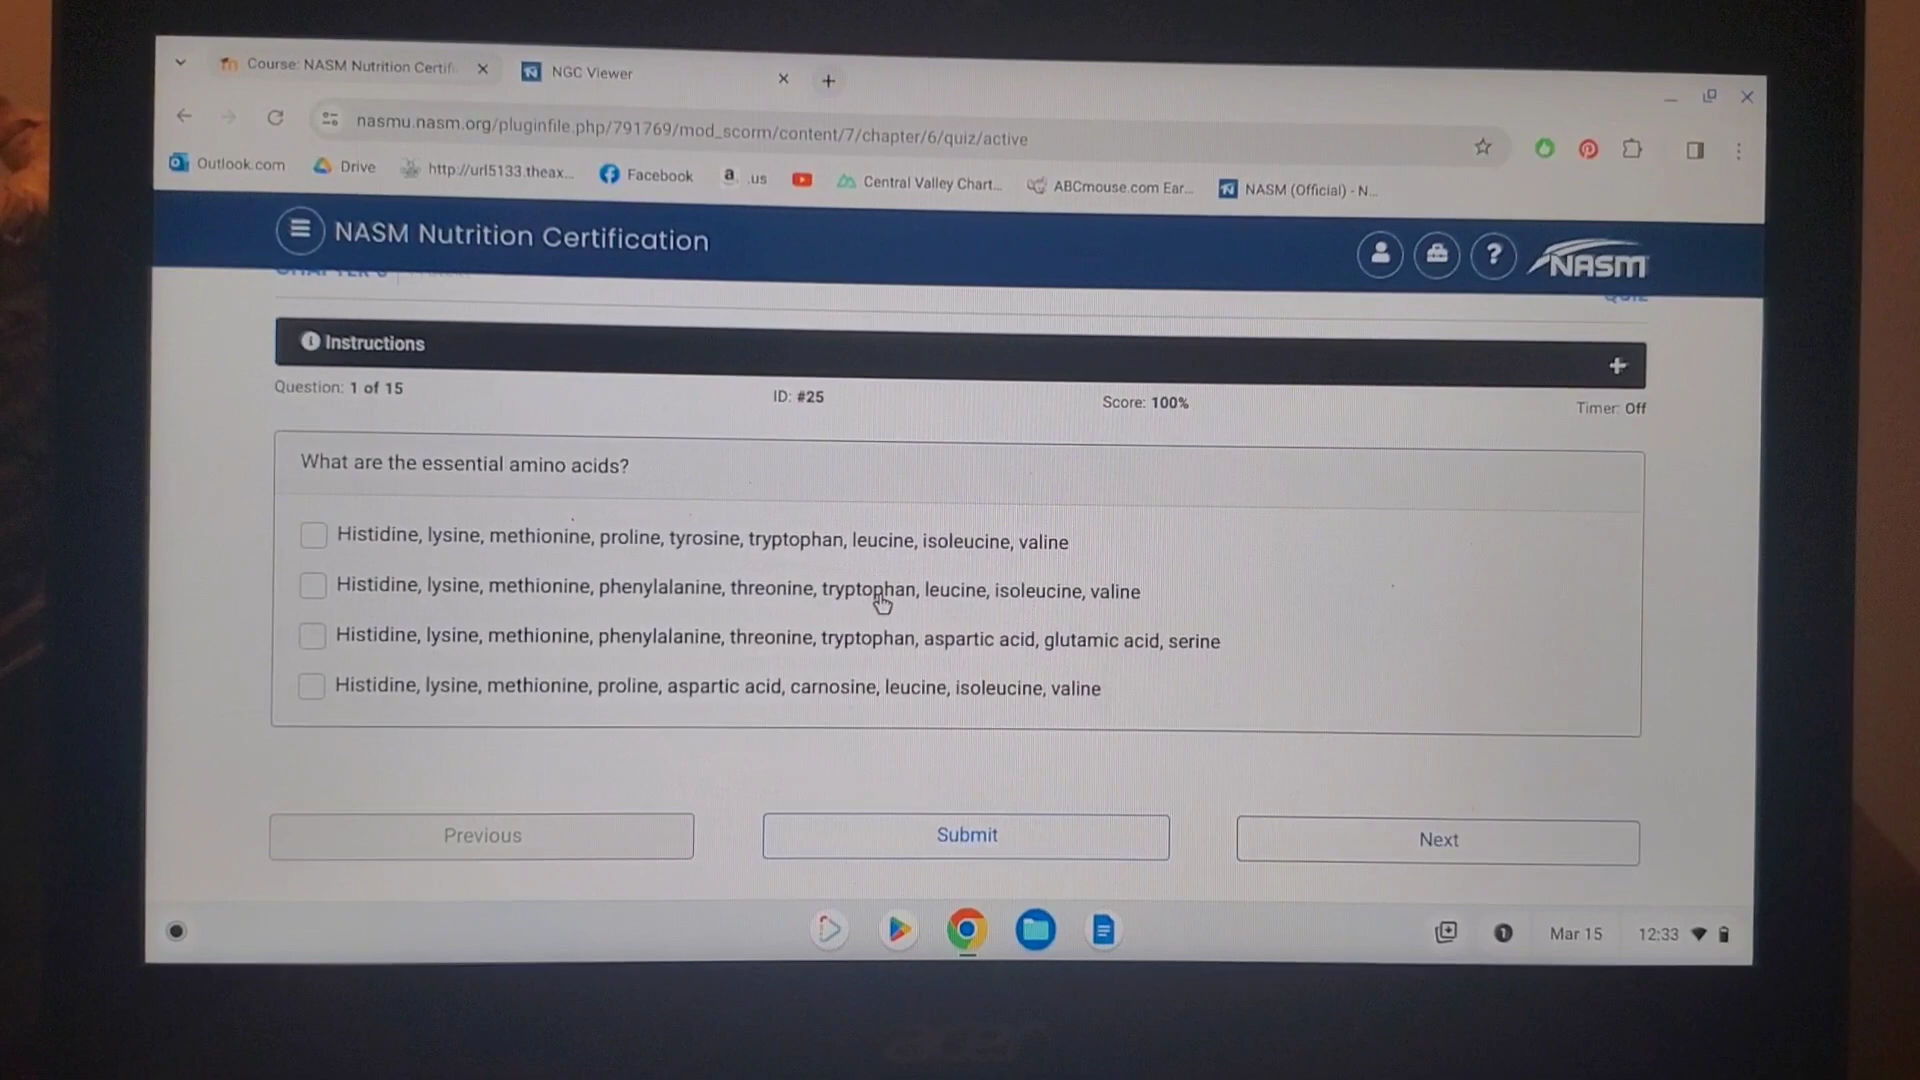 Course: NASM Nutrition Certif
NGC Viewer
nasmu.nasm.org/pluginfile.php/791769/mod_scorm/content/7/chapter/6/quiz/active
Outlook.com Drive http://url5133.theax... Facebook .us Central Valley Chart... ABCmouse.com Ear... NASM (Official) - N...
NASM Nutrition Certification
NASM
QUIZ
Instructions
Question: 1 of 15 ID: #25 Score: 100% Timer: Off
What are the essential amino acids?
Histidine, lysine, methionine, proline, tyrosine, tryptophan, leucine, isoleucine, valine
Histidine, lysine, methionine, phenylalanine, threonine, tryptophan, leucine, isoleucine, valine
Histidine, lysine, methionine, phenylalanine, threonine, tryptophan, aspartic acid, glutamic acid, serine
Histidine, lysine, methionine, proline, aspartic acid, carnosine, leucine, isoleucine, valine
Previous Submit Next
1 Mar 15 12:33